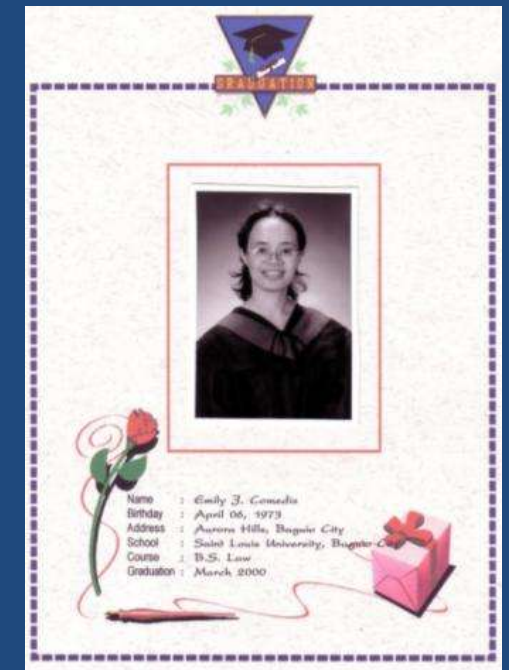 GRADUATION
Name : Emily J. Comedis
Birthday : April 06, 1973
Address : Aurora Hills, Baguio City
School : Saint Louis University, Baguio City
Course : B.S. Law
Graduation : March 2000